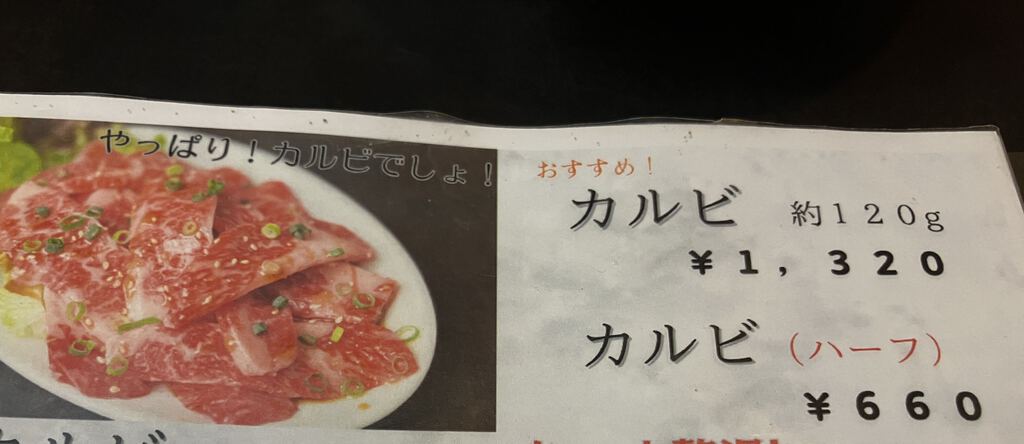 やっぱり！カルビでしょ！
おすすめ！
カルビ 約１２０g
￥１，３２０
カルビ（ハーフ）
￥６６０